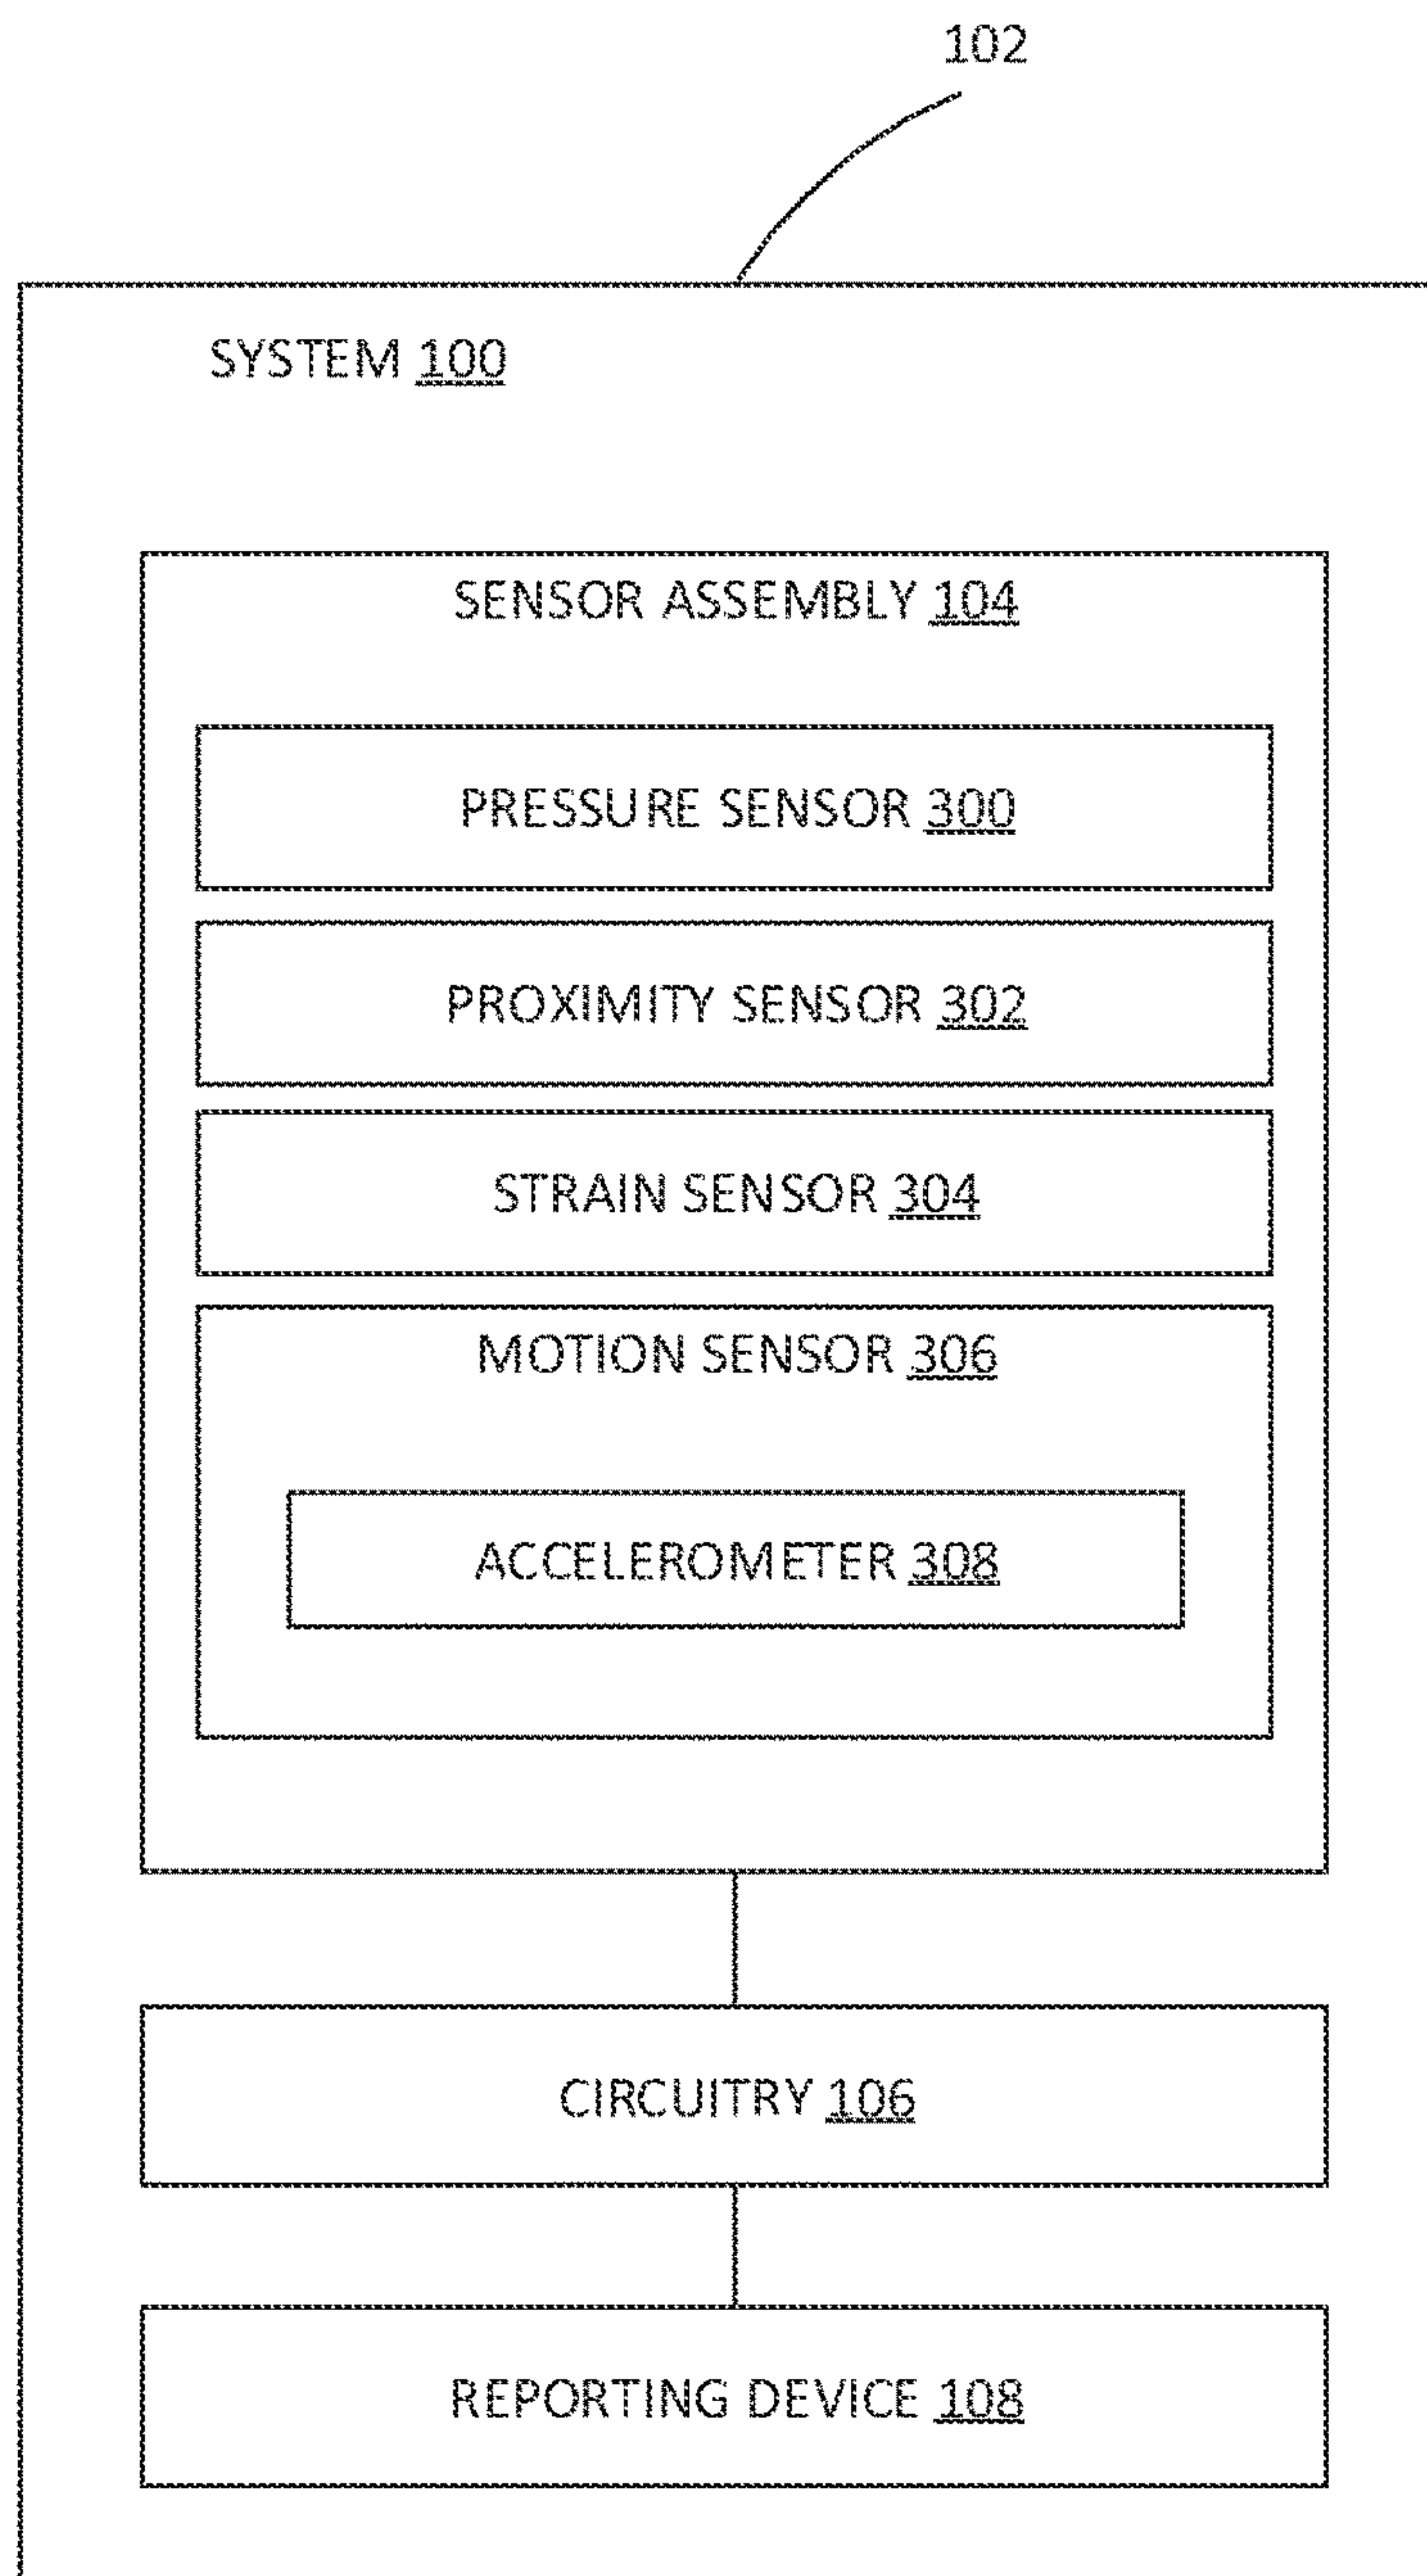 102
SYSTEM 100
SENSOR ASSEMBLY 104
PRESSURE SENSOR 300
PROXIMITY SENSOR 302
STRAIN SENSOR 304
MOTION SENSOR 306
ACCELEROMETER 308
CIRCUITRY 106
REPORTING DEVICE 108